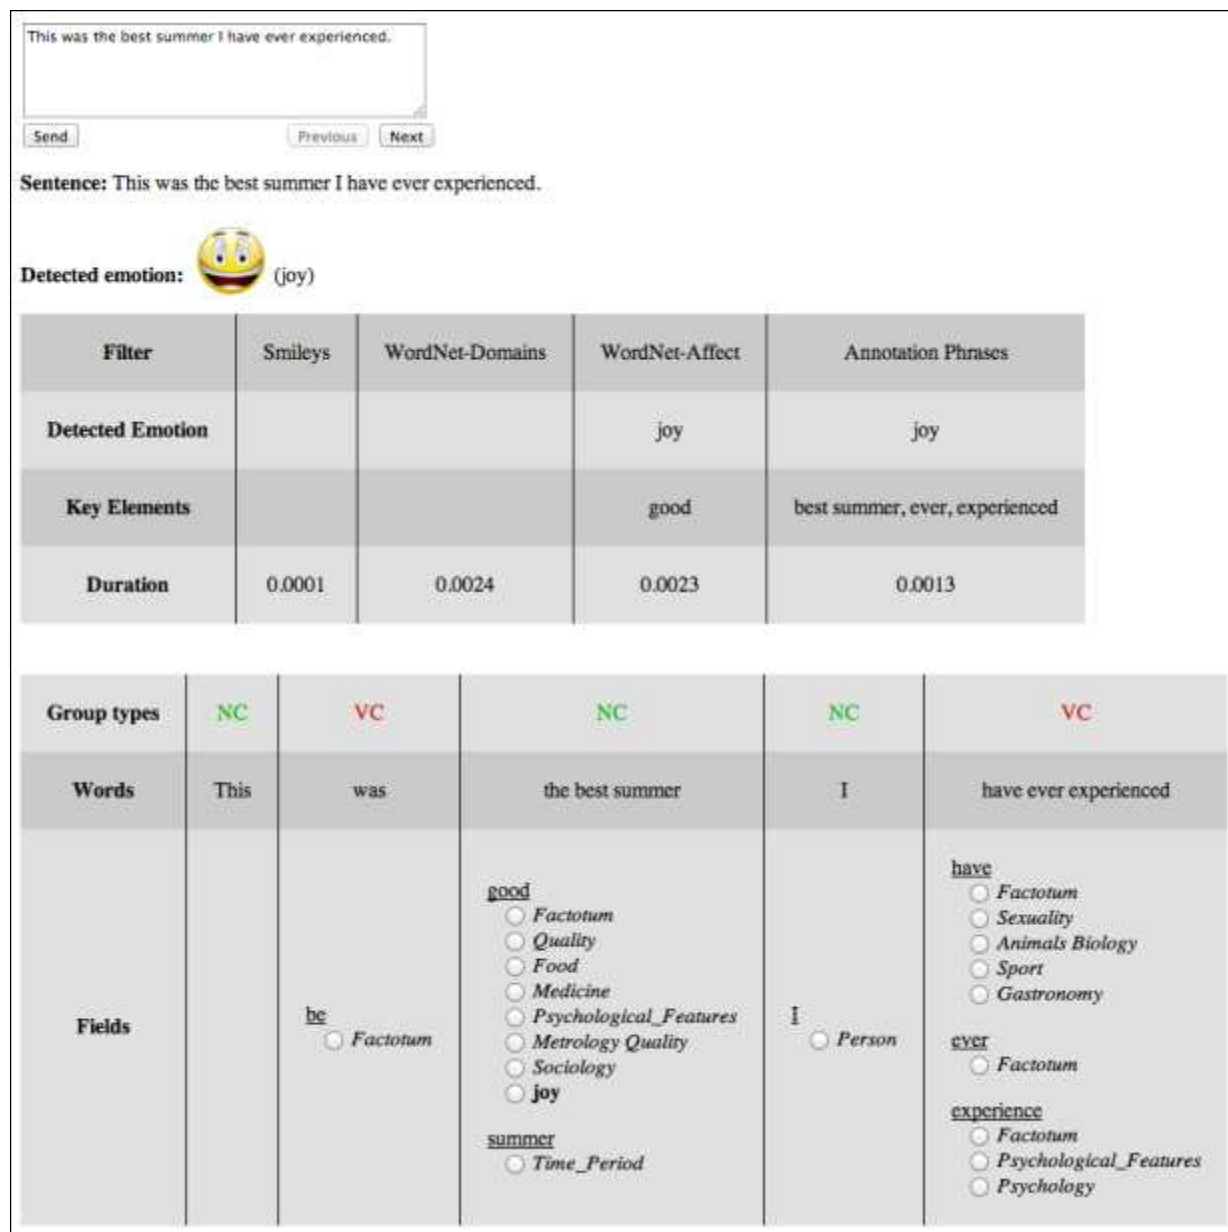 This was the best summer I have ever experienced.
Send Previous Next
Sentence: This was the best summer I have ever experienced.
Detected emotion: (joy)
Filter Smileys WordNet-Domains WordNet-Affect Annotation Phrases
Detected Emotion joy joy
Key Elements good best summer, ever, experienced
Duration 0.0001 0.0024 0.0023 0.0013
Group types NC VC NC NC VC
Words This was the best summer I have ever experienced
Fields
be
Factotum
good
Factotum
Quality
Food
Medicine
Psychological_Features
Metrology Quality
Sociology
joy
summer
Time_Period
I
Person
have
Factotum
Sexuality
Animals Biology
Sport
Gastronomy
ever
Factotum
experience
Factotum
Psychological_Features
Psychology